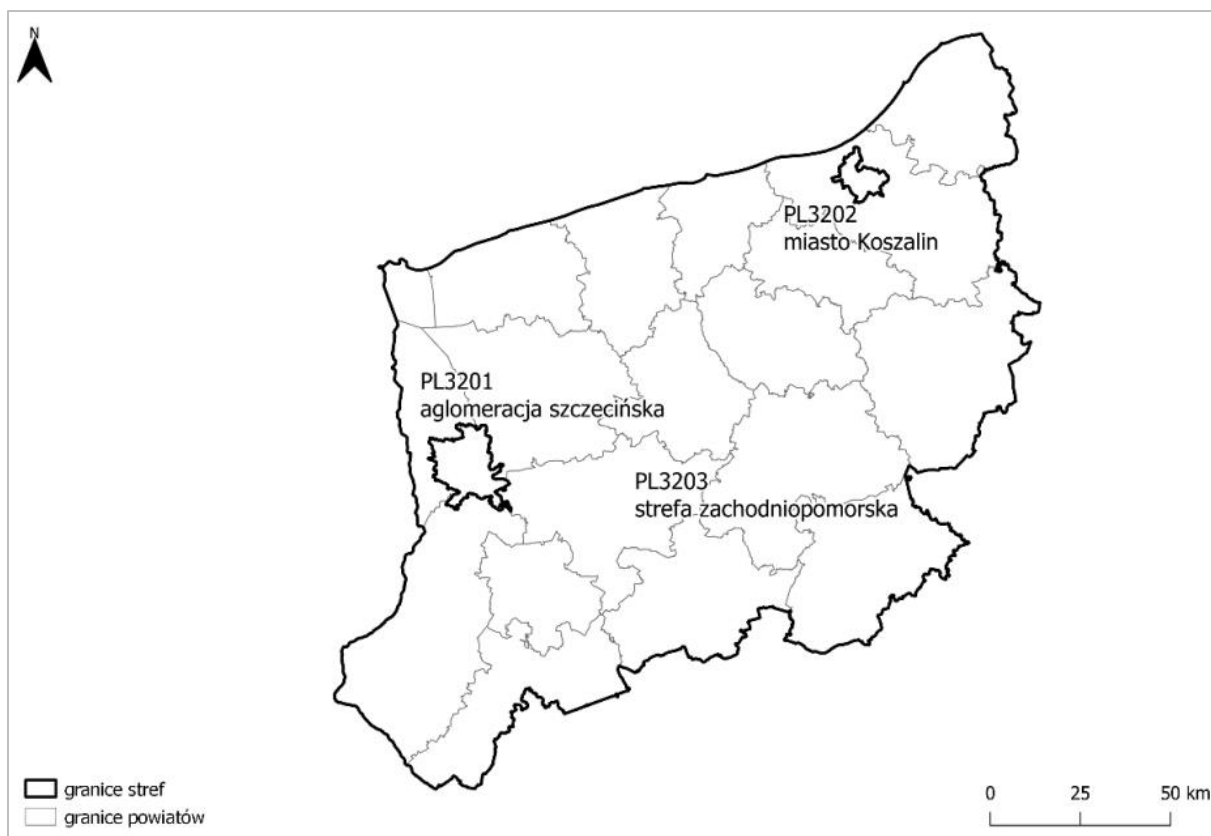 N
PL3202
miasto Koszalin
PL3201
aglomeracja szczecińska
PL3203
strefa zachodniopomorska
granice stref
granice powiatów
0 25 50 km